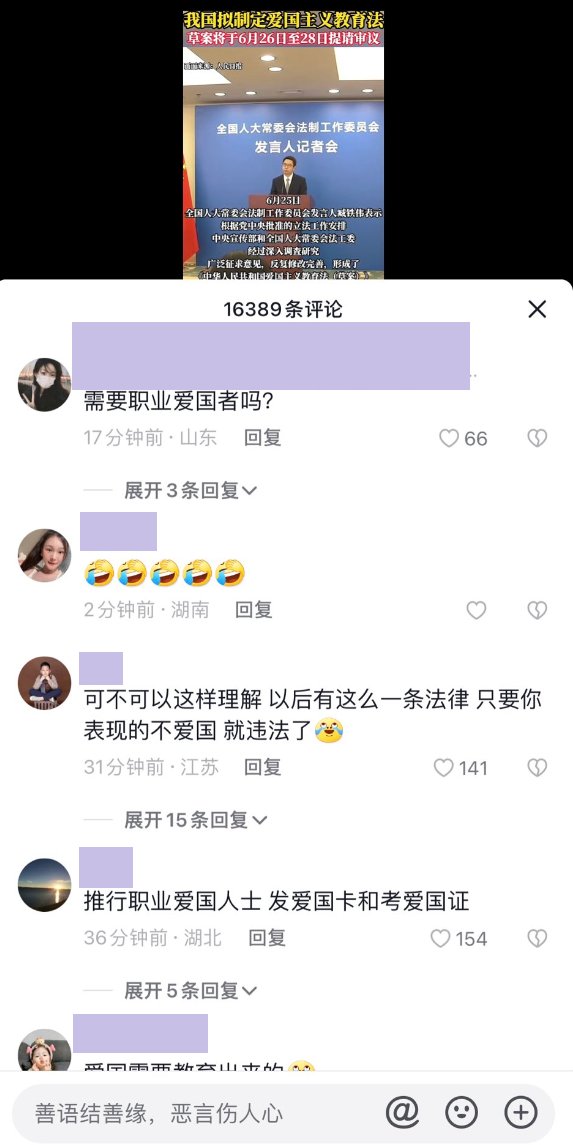 我国拟制定爱国主义教育法
草案将于6月26日至28日提请审议
画面来源：人民日报
全国人大常委会法制工作委员会
发言人记者会
6月25日
全国人大常委会法制工作委员会发言人臧铁伟表示
根据党中央批准的立法工作安排
中央宣传部和全国人大常委会法工委
经过深入调查研究
广泛征求意见，反复修改完善，形成了
《中华人民共和国爱国主义教育法（草案）》
16389条评论
...
需要职业爱国者吗？
17分钟前·山东 回复 66
展开3条回复
🤣🤣🤣🤣🤣
2分钟前·湖南 回复
可不可以这样理解 以后有这么一条法律 只要你
表现的不爱国 就违法了😂
31分钟前·江苏 回复 141
展开15条回复
推行职业爱国人士 发爱国卡和考爱国证
36分钟前·湖北 回复 154
展开5条回复
爱国需要教育出来的
善语结善缘，恶言伤人心
@